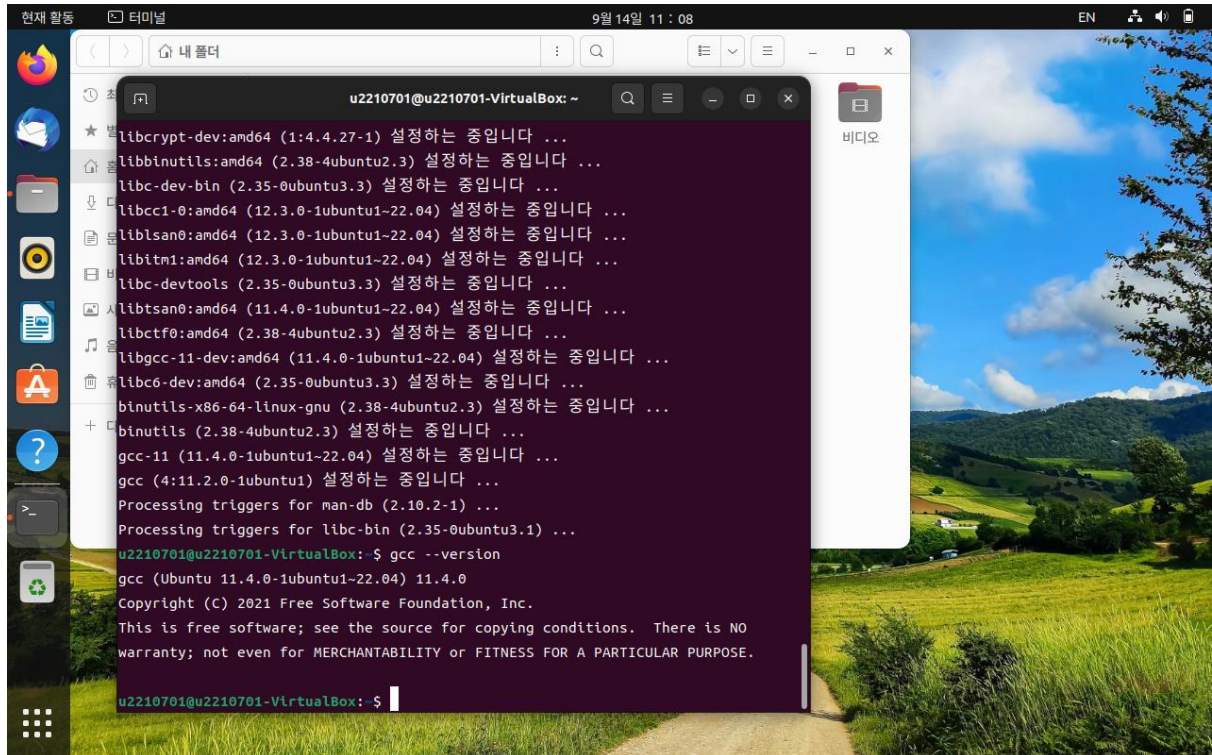 현재 활동
터미널
9월 14일 11 : 08
EN
내 폴더
비디오
u2210701@u2210701-VirtualBox: ~
libcrypt-dev:amd64 (1:4.4.27-1) 설정하는 중입니다 ...
libbinutils:amd64 (2.38-4ubuntu2.3) 설정하는 중입니다 ...
libc-dev-bin (2.35-0ubuntu3.3) 설정하는 중입니다 ...
libcc1-0:amd64 (12.3.0-1ubuntu1~22.04) 설정하는 중입니다 ...
liblsan0:amd64 (12.3.0-1ubuntu1~22.04) 설정하는 중입니다 ...
libitm1:amd64 (12.3.0-1ubuntu1~22.04) 설정하는 중입니다 ...
libc-devtools (2.35-0ubuntu3.3) 설정하는 중입니다 ...
libtsan0:amd64 (11.4.0-1ubuntu1~22.04) 설정하는 중입니다 ...
libctf0:amd64 (2.38-4ubuntu2.3) 설정하는 중입니다 ...
libgcc-11-dev:amd64 (11.4.0-1ubuntu1~22.04) 설정하는 중입니다 ...
libc6-dev:amd64 (2.35-0ubuntu3.3) 설정하는 중입니다 ...
binutils-x86-64-linux-gnu (2.38-4ubuntu2.3) 설정하는 중입니다 ...
binutils (2.38-4ubuntu2.3) 설정하는 중입니다 ...
gcc-11 (11.4.0-1ubuntu1~22.04) 설정하는 중입니다 ...
gcc (4:11.2.0-1ubuntu1) 설정하는 중입니다 ...
Processing triggers for man-db (2.10.2-1) ...
Processing triggers for libc-bin (2.35-0ubuntu3.1) ...
u2210701@u2210701-VirtualBox:~$ gcc --version
gcc (Ubuntu 11.4.0-1ubuntu1~22.04) 11.4.0
Copyright (C) 2021 Free Software Foundation, Inc.
This is free software; see the source for copying conditions.  There is NO
warranty; not even for MERCHANTABILITY or FITNESS FOR A PARTICULAR PURPOSE.
u2210701@u2210701-VirtualBox:~$